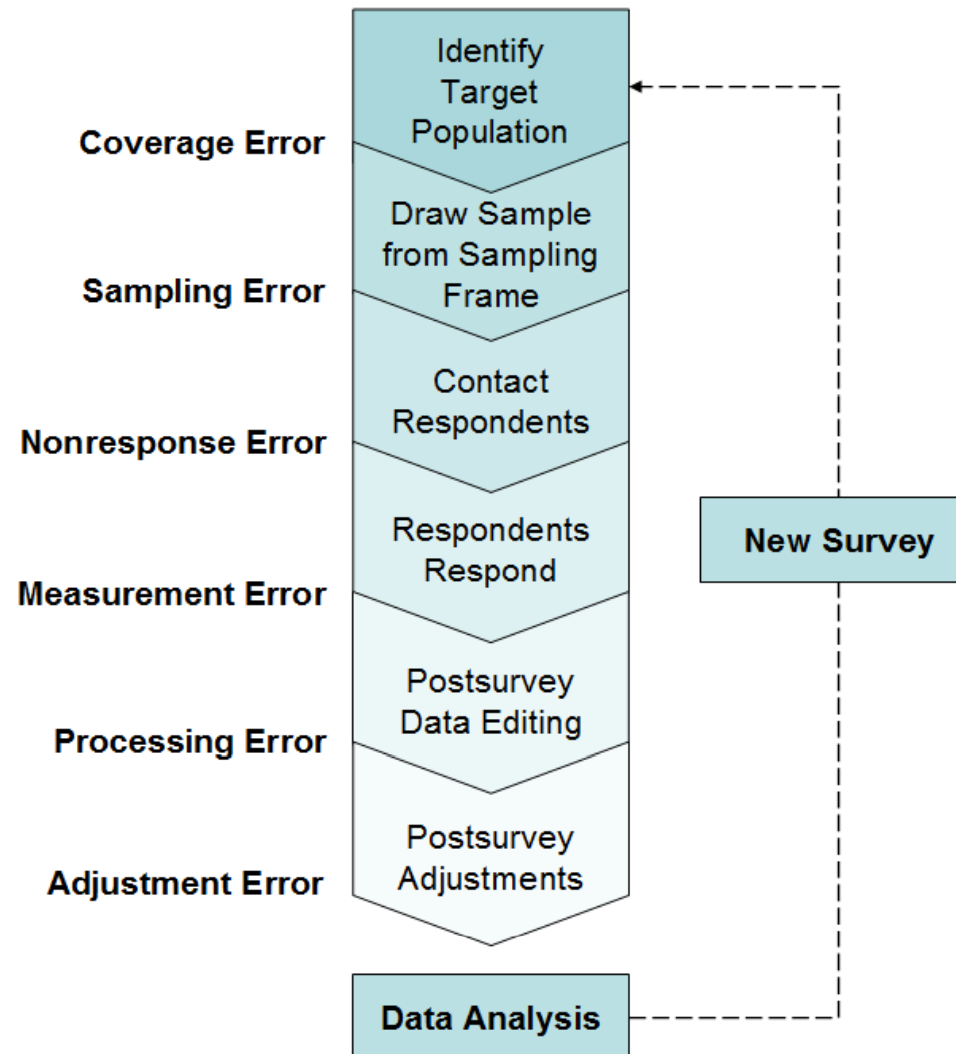 Identify
Target
Population
Coverage Error
Draw Sample
from Sampling
Frame
Sampling Error
Contact
Respondents
Nonresponse Error
Respondents
Respond
New Survey
Measurement Error
Postsurvey
Data Editing
Processing Error
Postsurvey
Adjustments
Adjustment Error
Data Analysis